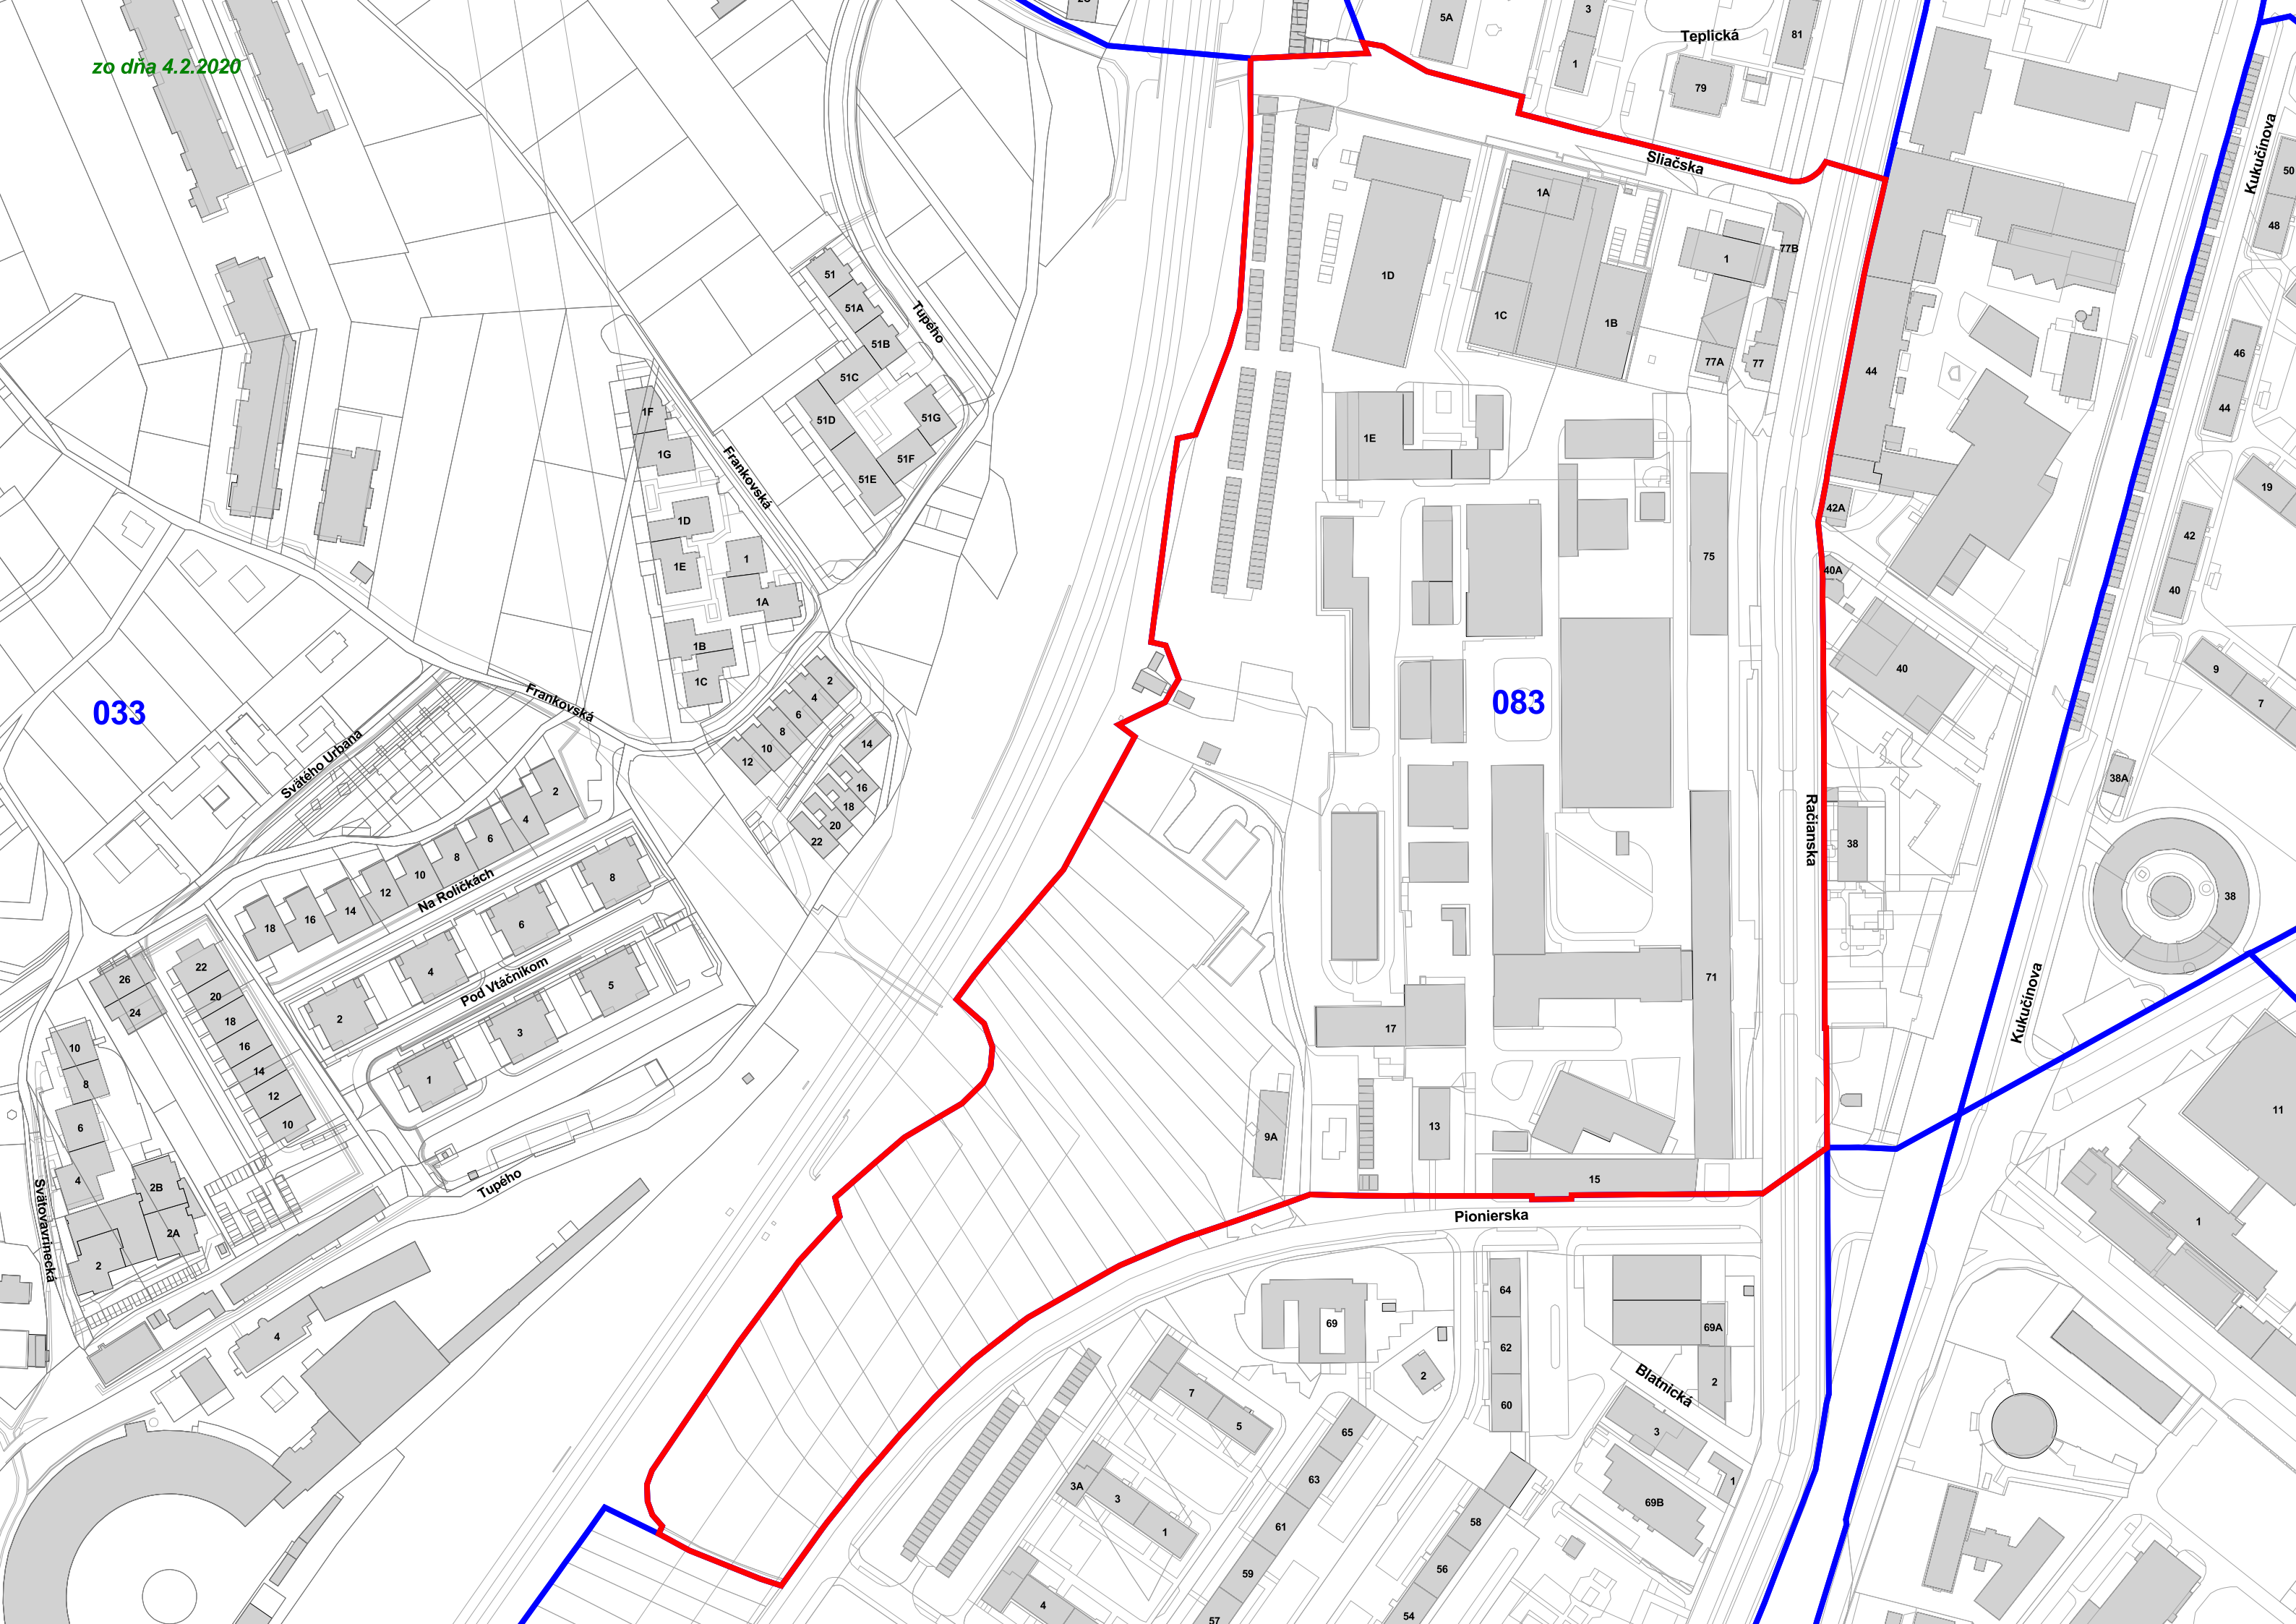 2C
5A
3
Teplická
81
zo dňa 4.2.2020
1
79
Kukučínova
50
Sliačska
1A
48
77B
51
1
1D
51A
Tupého
1C
1B
51B
46
77A
77
44
51C
44
1F
51G
51D
1E
1G
51F
Frankovská
51E
19
42A
1D
42
75
1
1E
40A
40
1A
1B
40
9
1C
2
Frankovská
4
083
7
033
6
8
14
10
12
Svätého Urbana
38A
2
16
18
4
20
Račianska
22
6
38
8
10
8
12
Na Roličkách
14
38
16
6
18
22
4
26
71
Pod Vtáčnikom
5
20
24
2
18
Kukučínova
17
3
10
16
14
1
8
12
11
10
13
6
9A
4
15
2B
Tupého
Svätovavrinecká
Pionierska
1
2A
2
64
69
69A
4
62
2
Blatnická
2
7
60
5
3
65
63
1
3A
3
69B
58
61
1
56
59
4
54
57